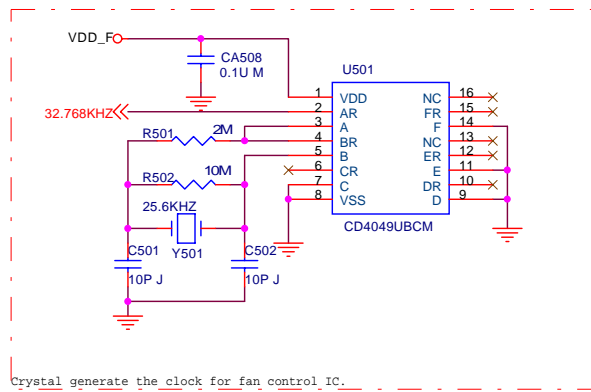 VDD_F
CA508
0.1U M
U501
32.768KHZ
1 VDD NC 16
2 AR FR 15
3 A F 14
4 BR NC 13
5 B ER 12
6 CR E 11
7 C DR 10
8 VSS D 9
CD4049UBCM
R501 2M
R502 10M
25.6KHZ
Y501
C501
10P J
C502
10P J
Crystal generate the clock for fan control IC.